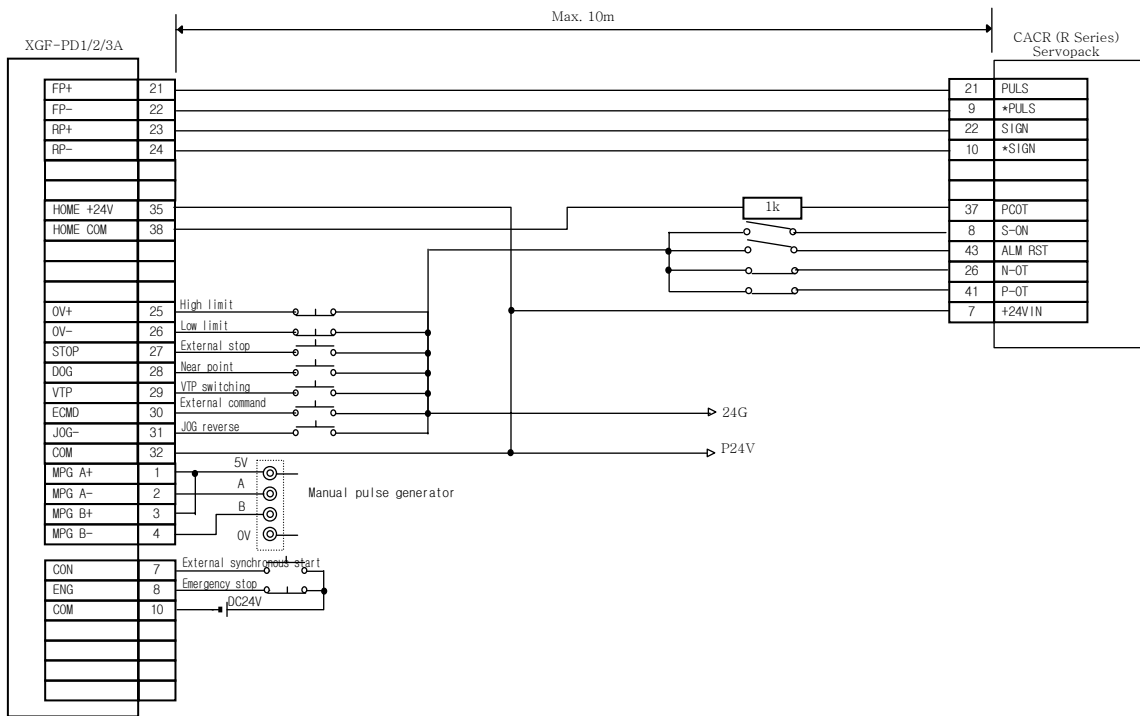 Max. 10m
XGF-PD1/2/3A
CACR (R Series)
Servopack
FP+ 21
21 PULS
FP- 22
9 *PULS
RP+ 23
22 SIGN
RP- 24
10 *SIGN
HOME +24V 35
1k
37 PCOT
HOME COM 38
8 S-ON
43 ALM RST
26 N-OT
41 P-OT
7 +24VIN
OV+ 25 High limit
OV- 26 Low limit
STOP 27 External stop
DOG 28 Near point
VTP 29 VTP switching
ECMD 30 External command
24G
JOG- 31 JOG reverse
COM 32
P24V
MPG A+ 1 5V
MPG A- 2 A
Manual pulse generator
MPG B+ 3 B
MPG B- 4 0V
CON 7 External synchronous start
ENG 8 Emergency stop
COM 10 DC24V